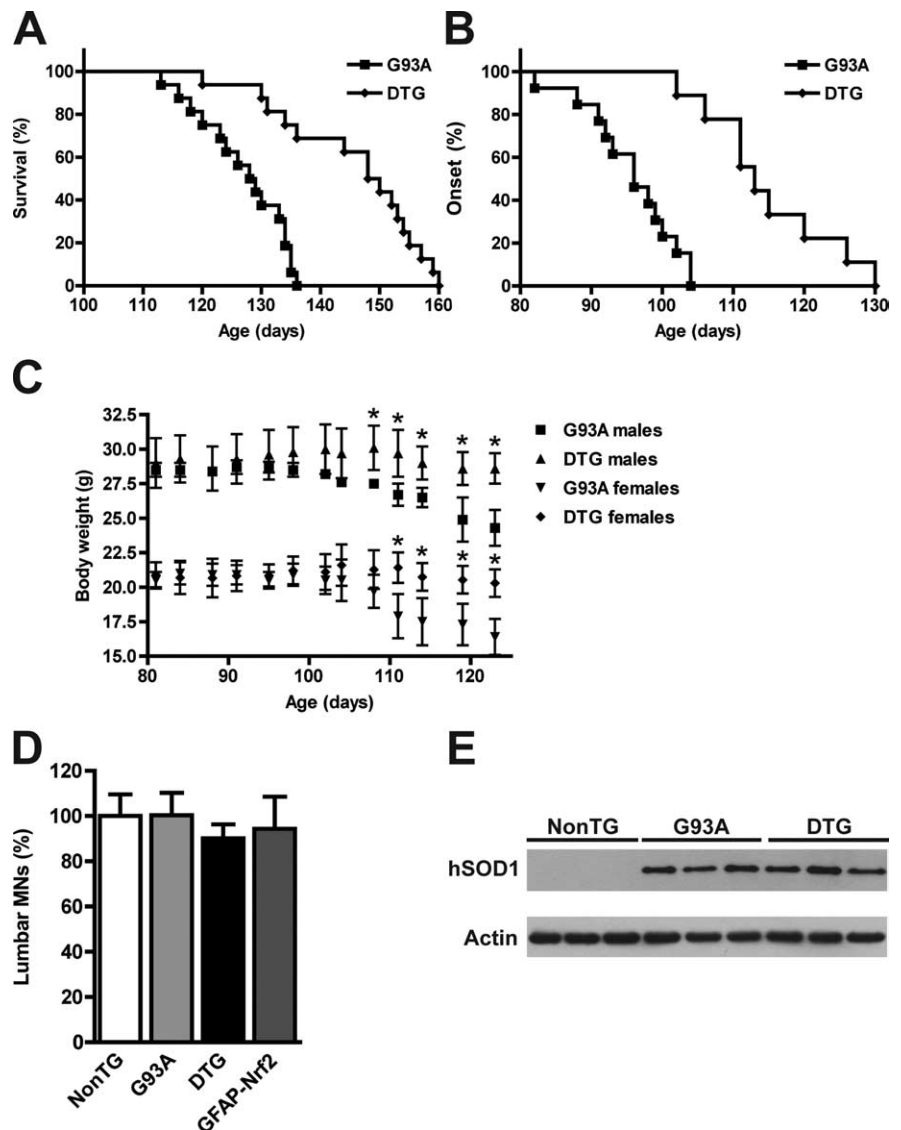 A
Survival (%)
100
80
60
40
20
0
100 110 120 130 140 150 160
Age (days)
G93A
DTG
B
Onset (%)
100
80
60
40
20
0
80 90 100 110 120 130
Age (days)
G93A
DTG
C
Body weight (g)
32.5
30.0
27.5
25.0
22.5
20.0
17.5
15.0
* * * * *
* * * *
80 90 100 110 120
Age (days)
G93A males
DTG males
G93A females
DTG females
D
Lumbar MNs (%)
120
100
80
60
40
20
0
NonTG
G93A
DTG
GFAP-Nrf2
E
NonTG G93A DTG
hSOD1
Actin